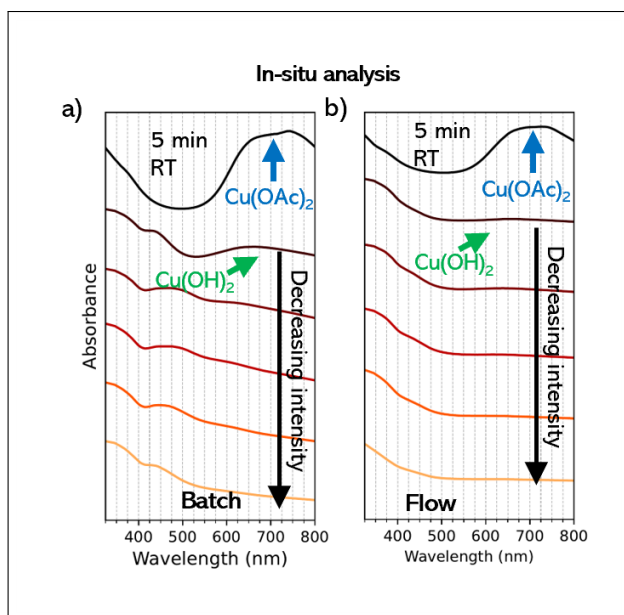 In-situ analysis
a)
5 min
RT
Cu(OAc)₂
Cu(OH)₂
Decreasing intensity
Absorbance
Batch
400 500 600 700 800
Wavelength (nm)
b)
5 min
RT
Cu(OAc)₂
Cu(OH)₂
Decreasing intensity
Flow
400 500 600 700 800
Wavelength (nm)